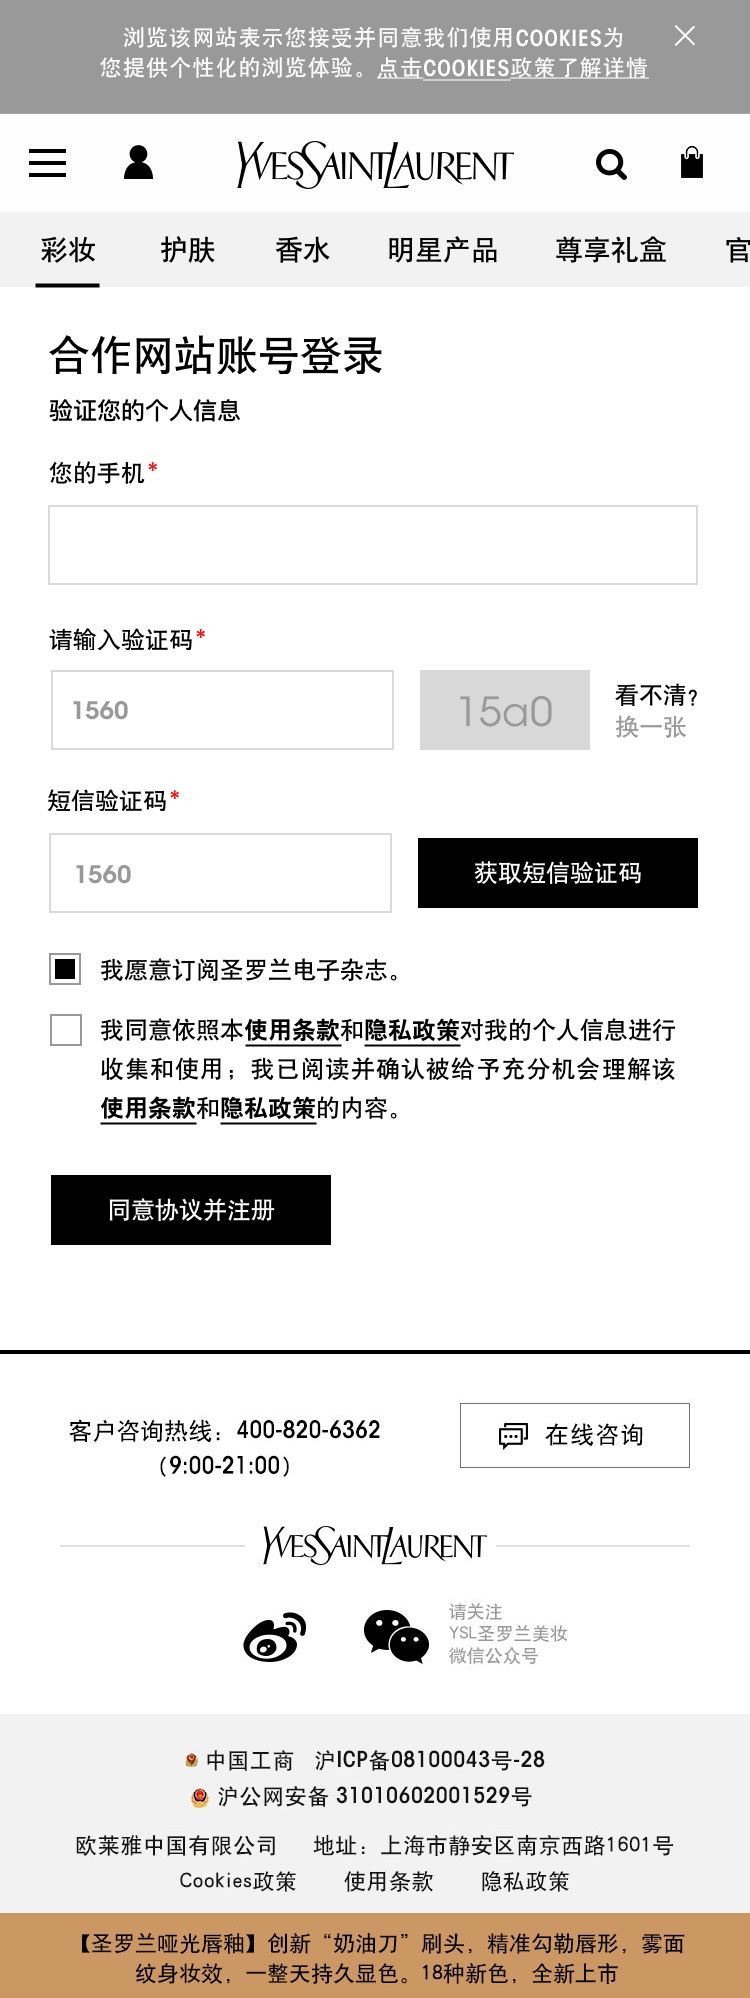 浏览该网站表示您接受并同意我们使用COOKIES为
您提供个性化的浏览体验。点击COOKIES政策了解详情
YVESSAINTLAURENT
彩妆 护肤 香水 明星产品 尊享礼盒 官
合作网站账号登录
验证您的个人信息
您的手机*
请输入验证码*
1560 15a0 看不清?
换一张
短信验证码*
1560 获取短信验证码
我愿意订阅圣罗兰电子杂志。
我同意依照本使用条款和隐私政策对我的个人信息进行
收集和使用；我已阅读并确认被给予充分机会理解该
使用条款和隐私政策的内容。
同意协议并注册
客户咨询热线：400-820-6362
（9:00-21:00）
在线咨询
YVESSAINTLAURENT
请关注
YSL圣罗兰美妆
微信公众号
中国工商 沪ICP备08100043号-28
沪公网安备 31010602001529号
欧莱雅中国有限公司 地址：上海市静安区南京西路1601号
Cookies政策 使用条款 隐私政策
【圣罗兰哑光唇釉】创新“奶油刀”刷头，精准勾勒唇形，雾面
纹身妆效，一整天持久显色。18种新色，全新上市